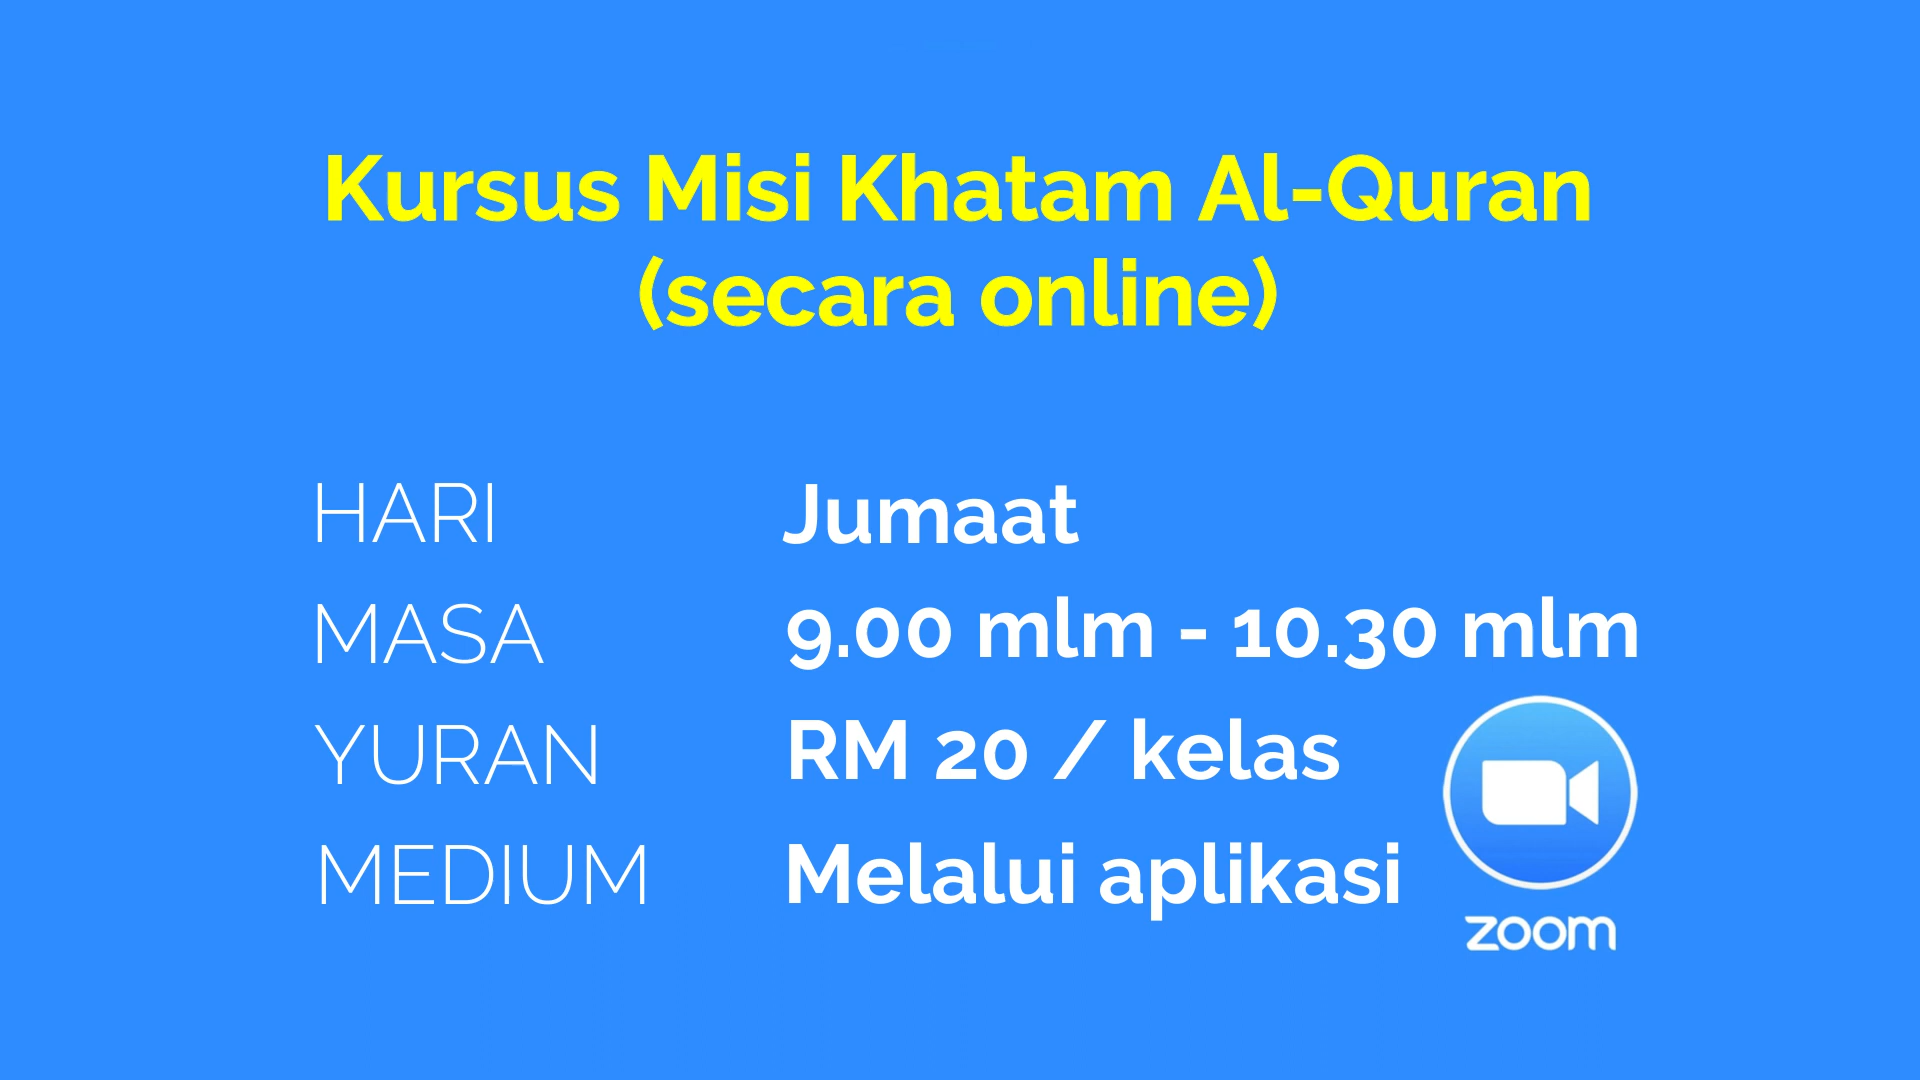 Kursus Misi Khatam Al-Quran
(secara online)
HARI Jumaat
MASA 9.00 mlm - 10.30 mlm
YURAN RM 20 / kelas
MEDIUM Melalui aplikasi
zoom